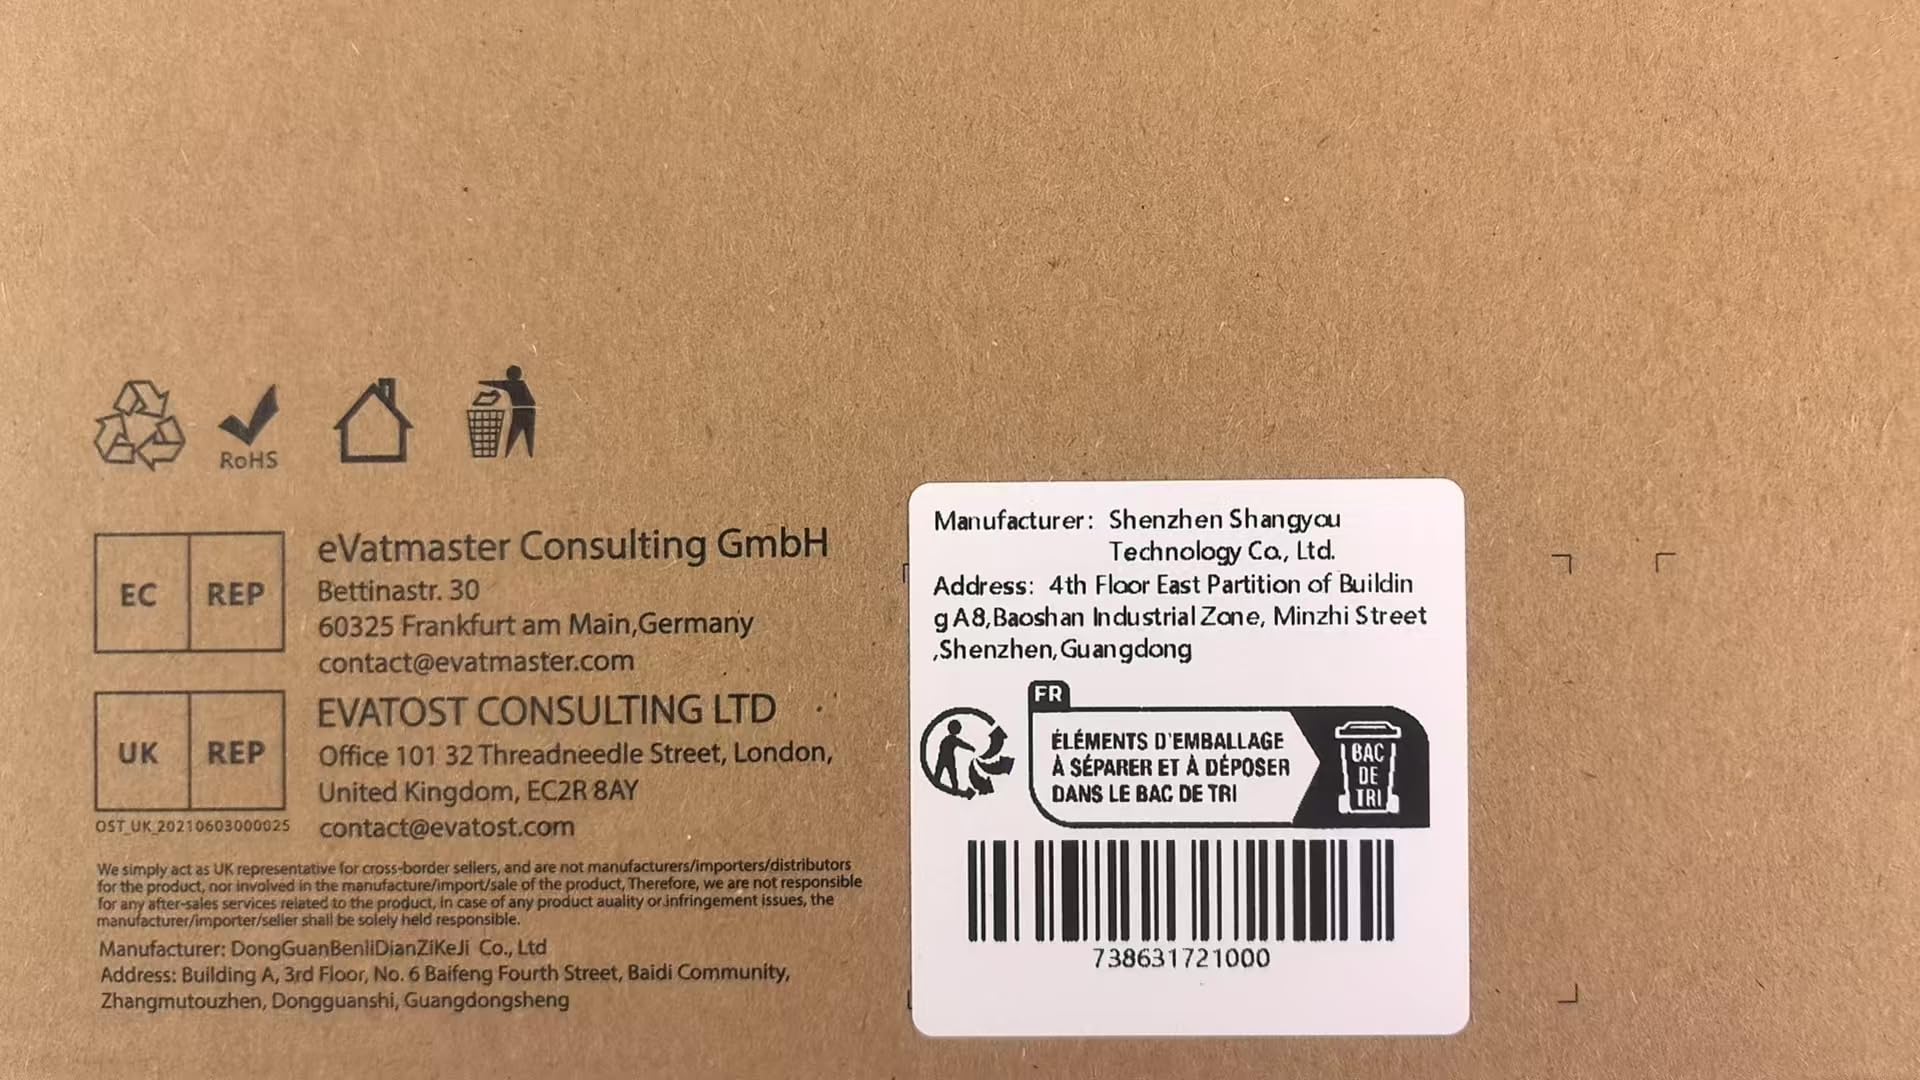 RoHS
EC REP
eVatmaster Consulting GmbH
Bettinastr. 30
60325 Frankfurt am Main,Germany
contact@evatmaster.com
UK REP
OST_UK_20210603000025
EVATOST CONSULTING LTD
Office 101 32 Threadneedle Street, London,
United Kingdom, EC2R 8AY
contact@evatost.com
We simply act as UK representative for cross-border sellers, and are not manufacturers/importers/distributors
for the product, nor involved in the manufacture/import/sale of the product, Therefore, we are not responsible
for any after-sales services related to the product, in case of any product auality or.infringement issues, the
manufacturer/importer/seller shall be solely held responsible.
Manufacturer: DongGuanBenliDianZiKeJi Co., Ltd
Address: Building A, 3rd Floor, No. 6 Baifeng Fourth Street, Baidi Community,
Zhangmutouzhen, Dongguanshi, Guangdongsheng
Manufacturer: Shenzhen Shangyou
Technology Co., Ltd.
Address: 4th Floor East Partition of Buildin
g A8,Baoshan Industrial Zone, Minzhi Street
,Shenzhen,Guangdong
FR
ÉLÉMENTS D'EMBALLAGE
À SÉPARER ET À DÉPOSER
DANS LE BAC DE TRI
BAC
DE
TRI
738631721000